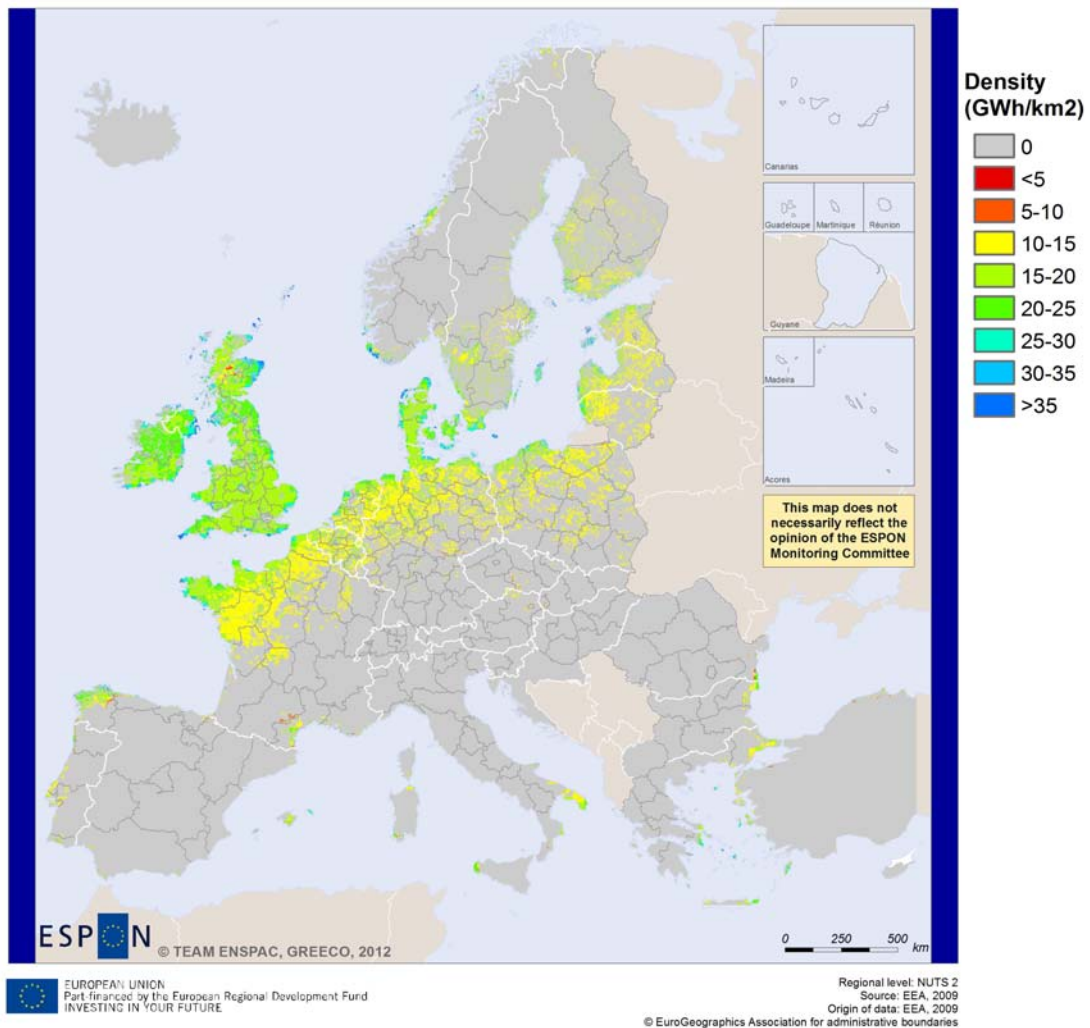 Density
(GWh/km2)
0
<5
5-10
10-15
15-20
20-25
25-30
30-35
>35
Canarias
Guadeloupe
Martinique
Réunion
Guyane
Madeira
Acores
This map does not
necessarily reflect the
opinion of the ESPON
Monitoring Committee
ESPON
© TEAM ENSPAC, GREECO, 2012
0 250 500 km
EUROPEAN UNION
Part-financed by the European Regional Development Fund
INVESTING IN YOUR FUTURE
Regional level: NUTS 2
Source: EEA, 2009
Origin of data: EEA, 2009
© EuroGeographics Association for administrative boundaries